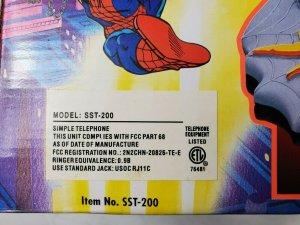 MODEL: SST-200
SIMPLE TELEPHONE
THIS UNIT COMPLIES WITH FCC PART 68
AS OF DATE OF MANUFACTURE
FCC REGISTRATION NO.: 2N2CHN-20826-TE-E
RINGER EQUIVALENCE: 0.9B
USE STANDARD JACK: USOC RJ11C
TELEPHONE
EQUIPMENT
LISTED
ETL
76481
Item No. SST-200